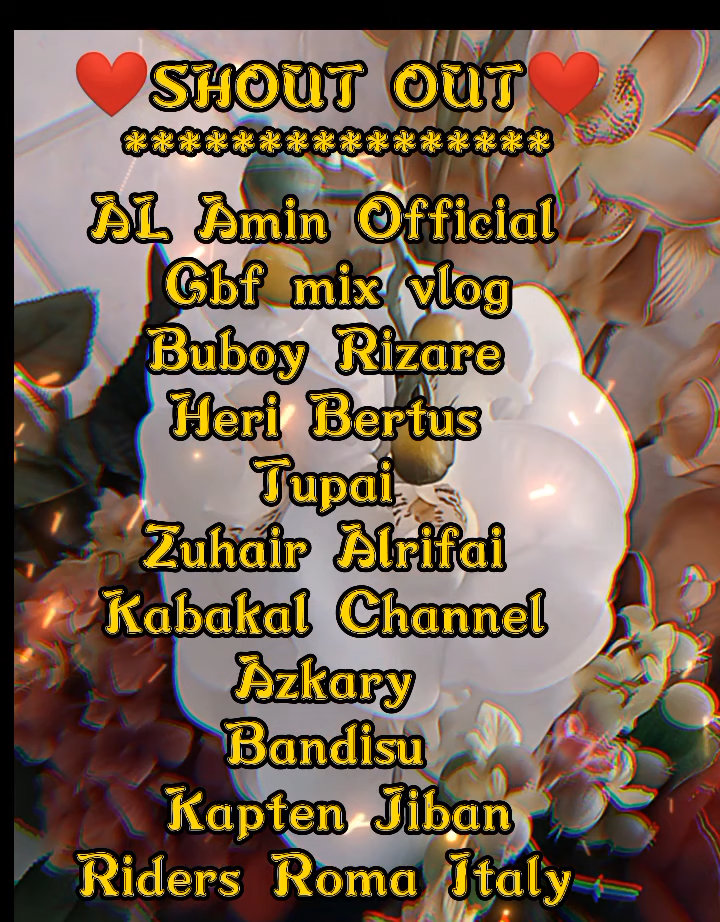 ❤️SHOUT OUT❤️
****************
AL Amin Official
Gbf mix vlog
Buboy Rizare
Heri Bertus
Tupai
Zuhair Alrifai
Kabakal Channel
Azkary
Bandisu
Kapten Jiban
Riders Roma Italy